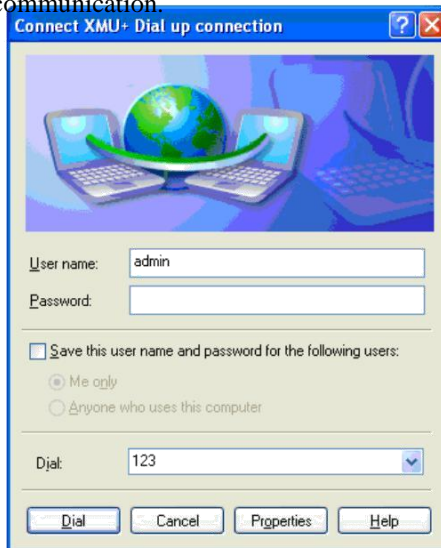 communication.
Connect XMU+ Dial up connection
User name: admin
Password:
Save this user name and password for the following users:
Me only
Anyone who uses this computer
Dial: 123
Dial Cancel Properties Help